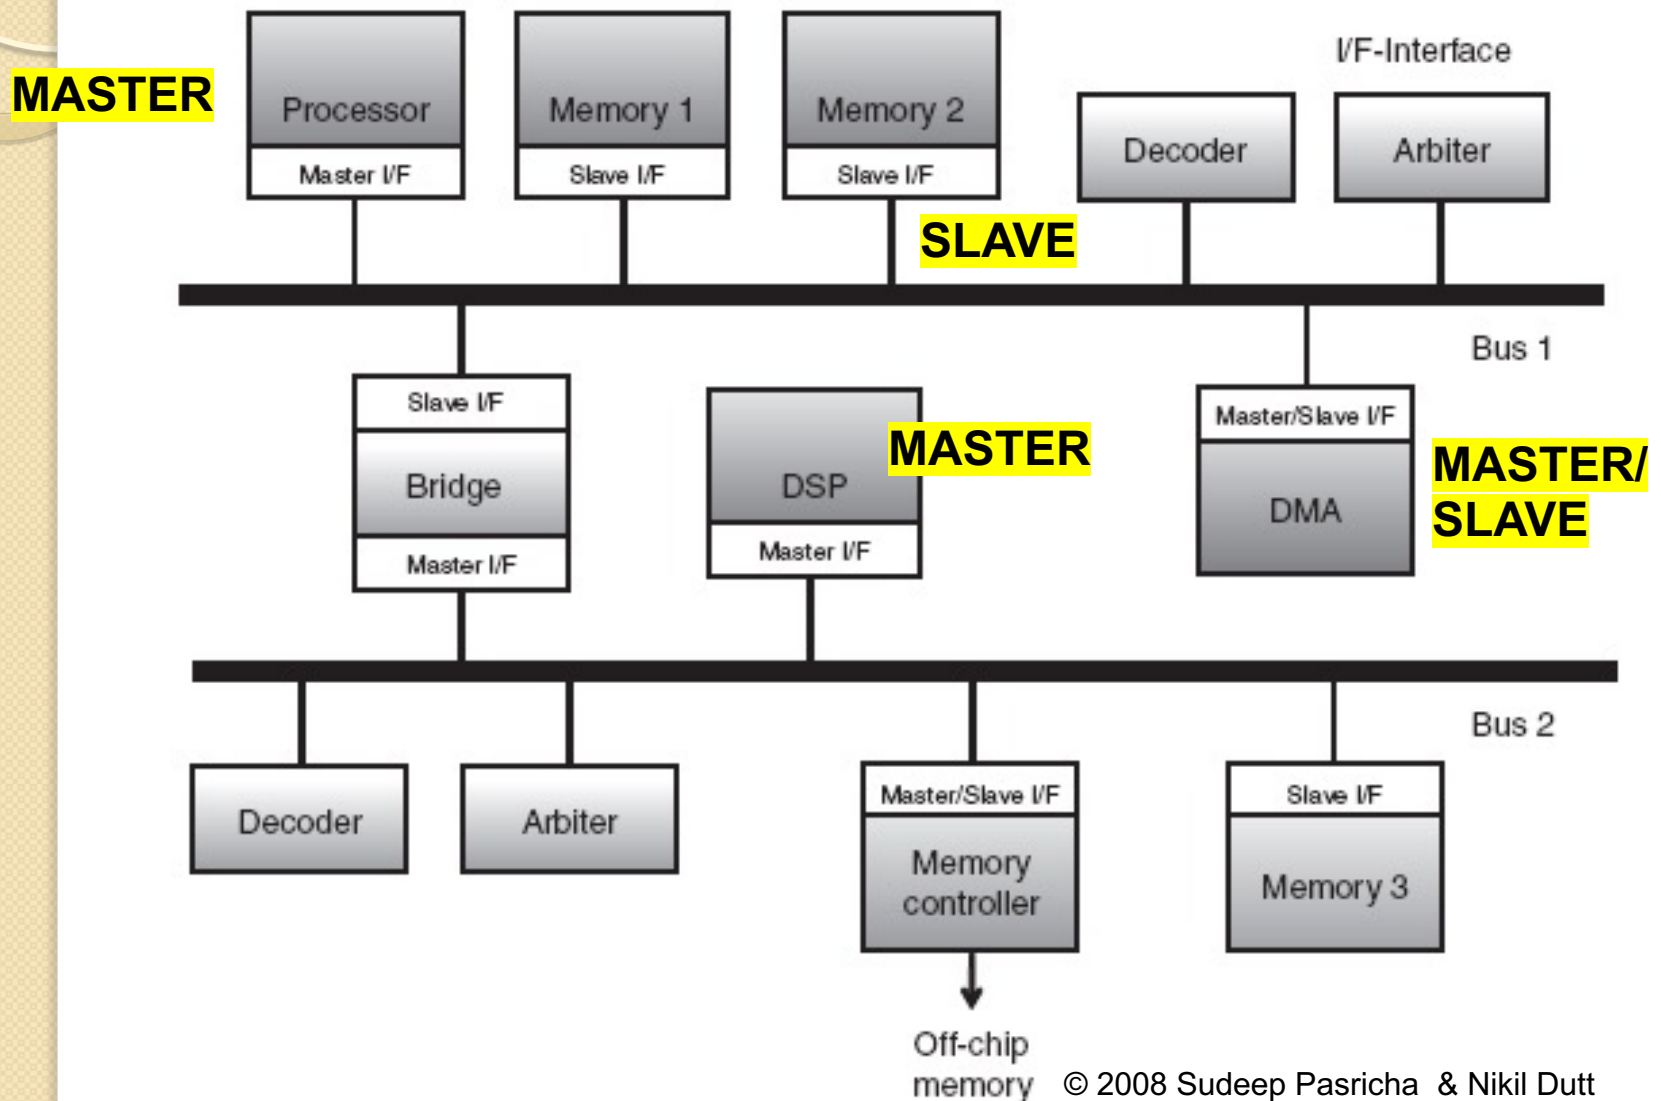 I/F-Interface
MASTER
Processor
Master I/F
Memory 1
Slave I/F
Memory 2
Slave I/F
Decoder
Arbiter
SLAVE
Bus 1
Slave I/F
Bridge
Master I/F
DSP
Master I/F
MASTER
Master/Slave I/F
DMA
MASTER/
SLAVE
Bus 2
Decoder
Arbiter
Master/Slave I/F
Memory
controller
Slave I/F
Memory 3
Off-chip
memory
© 2008 Sudeep Pasricha & Nikil Dutt